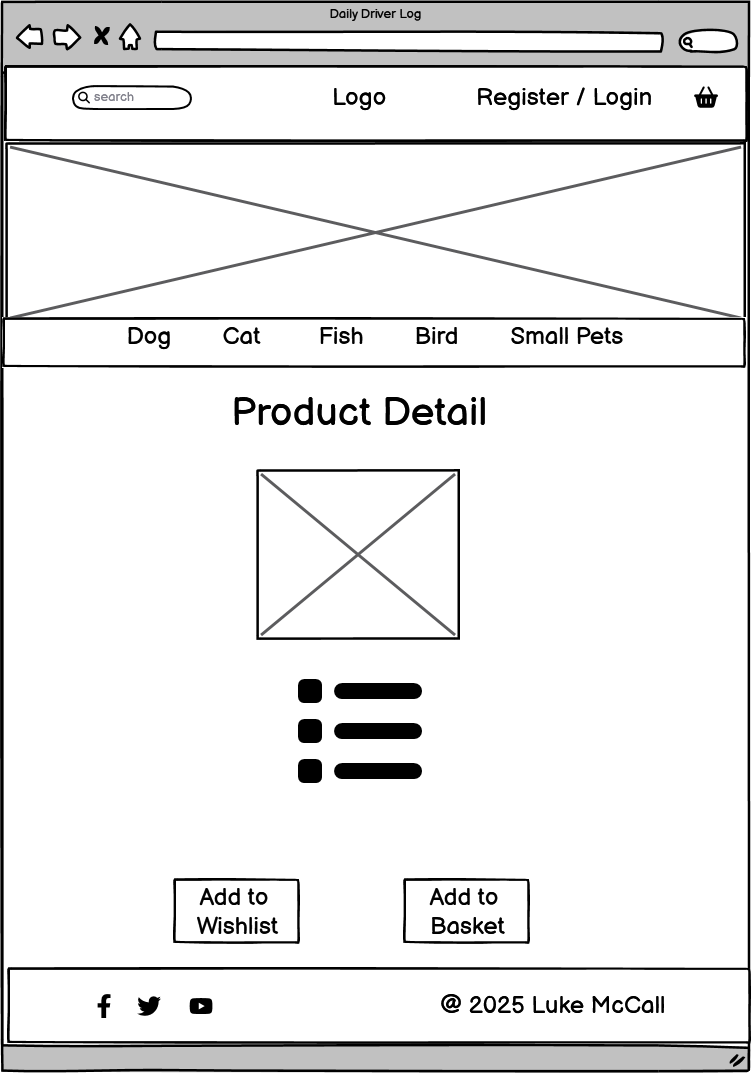 Daily Driver Log
search
Logo
Register / Login
Dog Cat Fish Bird Small Pets
Product Detail
Add to
Wishlist
Add to
Basket
@ 2025 Luke McCall